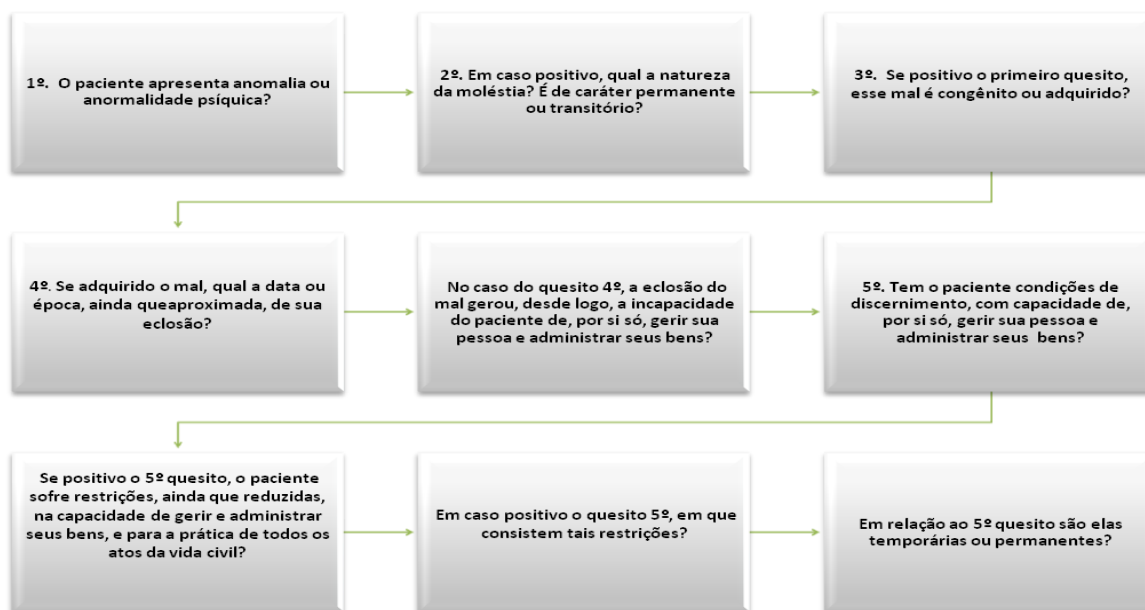 1º. O paciente apresenta anomalia ou
anormalidade psíquica?
2º. Em caso positivo, qual a natureza
da moléstia? É de caráter permanente
ou transitório?
3º. Se positivo o primeiro quesito,
esse mal é congênito ou adquirido?
4º. Se adquirido o mal, qual a data ou
época, ainda queaproximada, de sua
eclosão?
No caso do quesito 4º, a eclosão do
mal gerou, desde logo, a incapacidade
do paciente de, por si só, gerir sua
pessoa e administrar seus bens?
5º. Tem o paciente condições de
discernimento, com capacidade de,
por si só, gerir sua pessoa e
administrar seus bens?
Se positivo o 5º quesito, o paciente
sofre restrições, ainda que reduzidas,
na capacidade de gerir e administrar
seus bens, e para a prática de todos os
atos da vida civil?
Em caso positivo o quesito 5º, em que
consistem tais restrições?
Em relação ao 5º quesito são elas
temporárias ou permanentes?